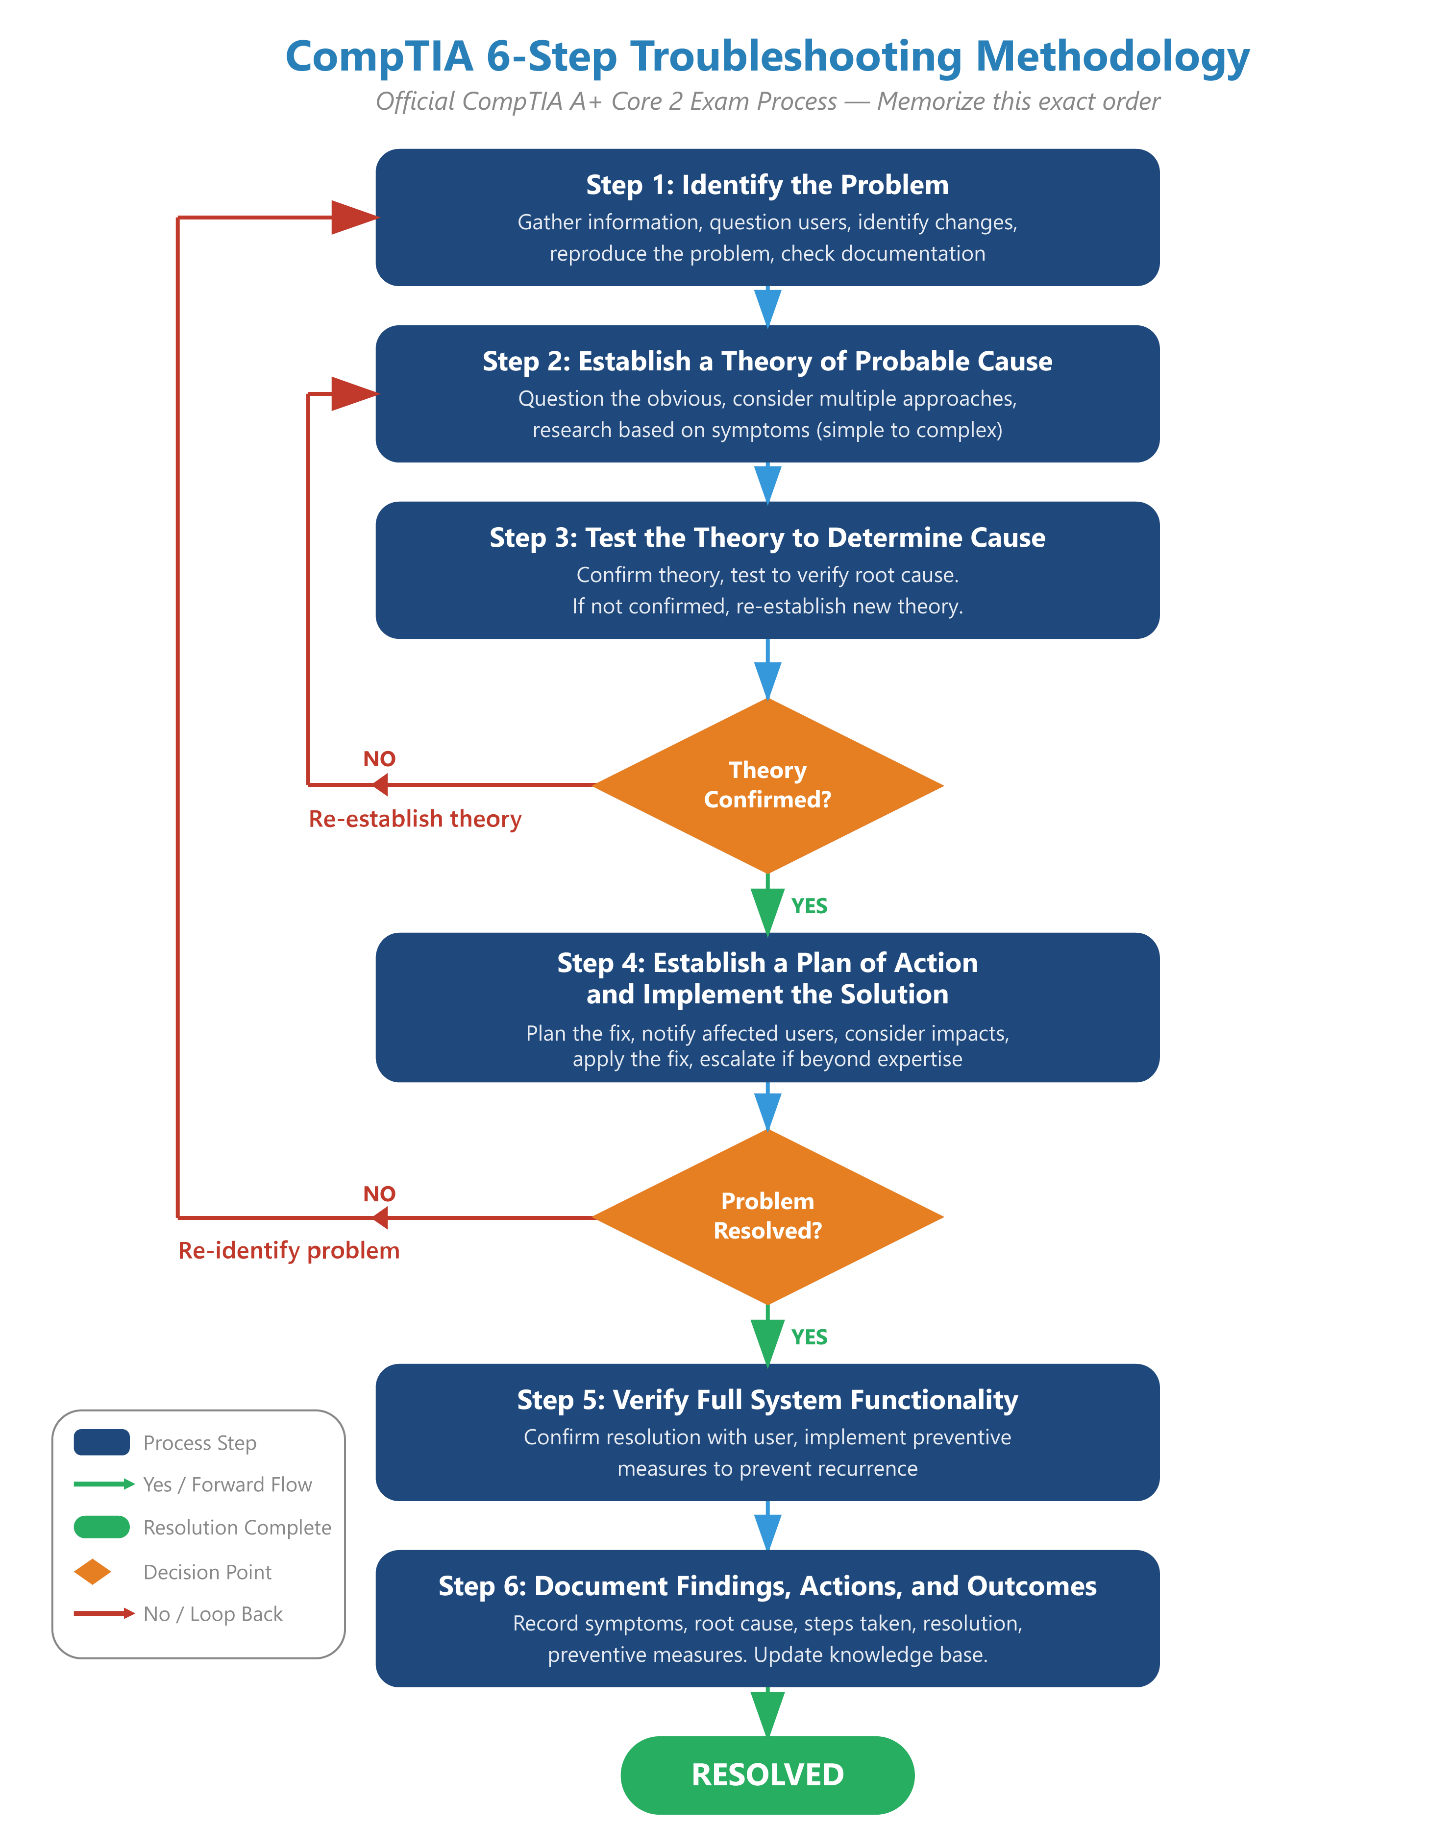 CompTIA 6-Step Troubleshooting Methodology
Official CompTIA A+ Core 2 Exam Process — Memorize this exact order
Step 1: Identify the Problem
Gather information, question users, identify changes,
reproduce the problem, check documentation
Step 2: Establish a Theory of Probable Cause
Question the obvious, consider multiple approaches,
research based on symptoms (simple to complex)
Step 3: Test the Theory to Determine Cause
Confirm theory, test to verify root cause.
If not confirmed, re-establish new theory.
Theory
Confirmed?
NO
Re-establish theory
YES
Step 4: Establish a Plan of Action
and Implement the Solution
Plan the fix, notify affected users, consider impacts,
apply the fix, escalate if beyond expertise
Problem
Resolved?
NO
Re-identify problem
YES
Step 5: Verify Full System Functionality
Confirm resolution with user, implement preventive
measures to prevent recurrence
Step 6: Document Findings, Actions, and Outcomes
Record symptoms, root cause, steps taken, resolution,
preventive measures. Update knowledge base.
RESOLVED
Process Step
Yes / Forward Flow
Resolution Complete
Decision Point
No / Loop Back